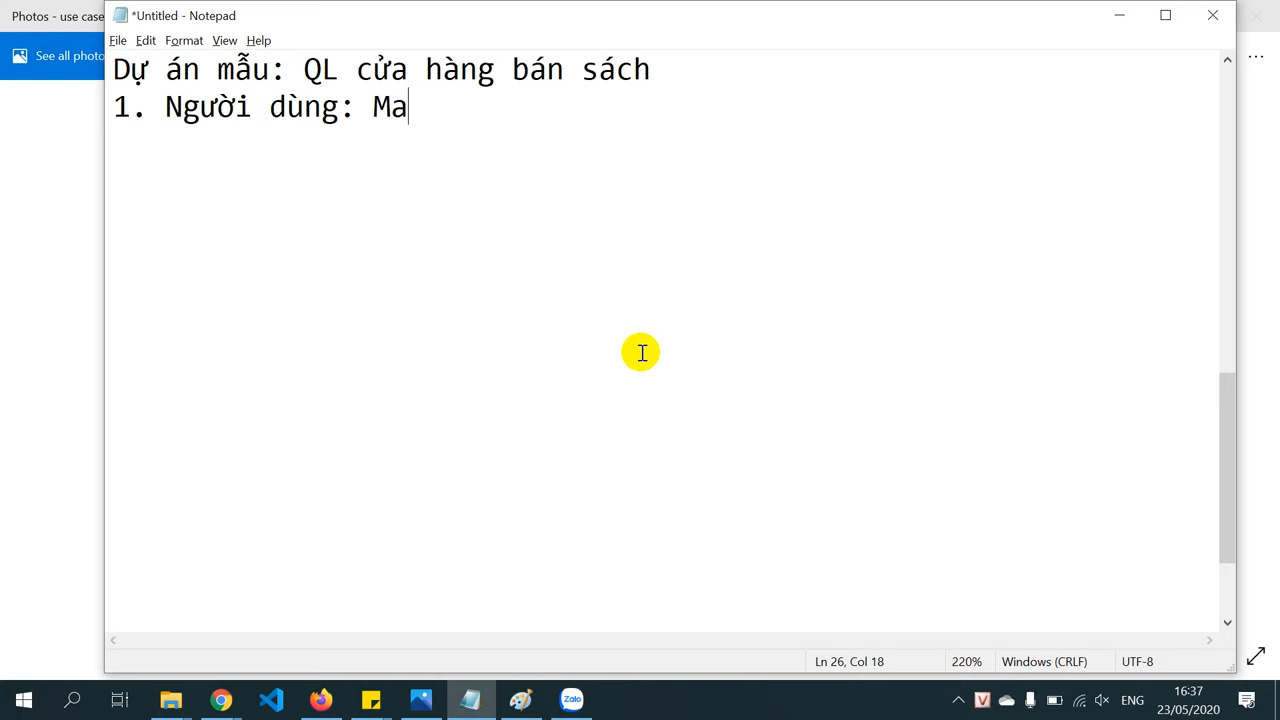 Photos - use case
*Untitled - Notepad
See all photo
File Edit Format View Help
Dự án mẫu: QL cửa hàng bán sách
1. Người dùng: Ma
Ln 26, Col 18
220%
Windows (CRLF)
UTF-8
Zalo
V
ENG
16:37
23/05/2020